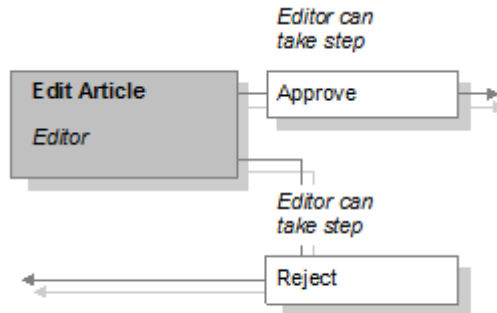 Editor can
take step
Edit Article
Approve
Editor
Editor can
take step
Reject